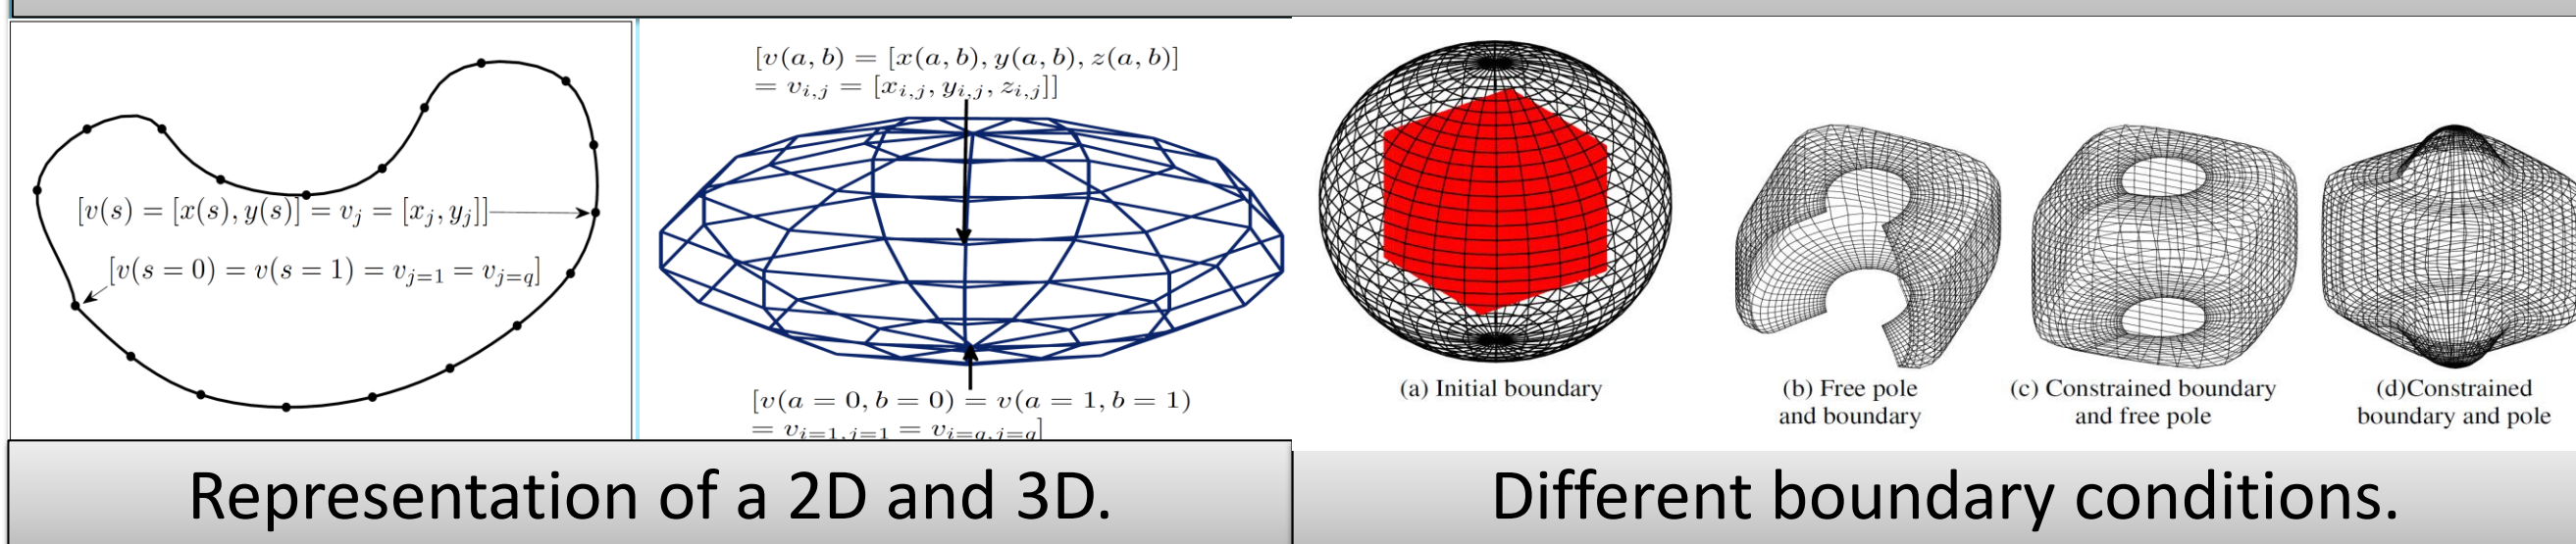 [v(s) = [x(s), y(s)] = v_j = [x_j, y_j]]
[v(s = 0) = v(s = 1) = v_{j=1} = v_{j=q}]
[v(a, b) = [x(a, b), y(a, b), z(a, b)]
= v_{i,j} = [x_{i,j}, y_{i,j}, z_{i,j}]]
[v(a = 0, b = 0) = v(a = 1, b = 1)
= v_{i=1,j=1} = v_{i=q,j=q}]
Representation of a 2D and 3D.
(a) Initial boundary
(b) Free pole
and boundary
(c) Constrained boundary
and free pole
(d)Constrained
boundary and pole
Different boundary conditions.